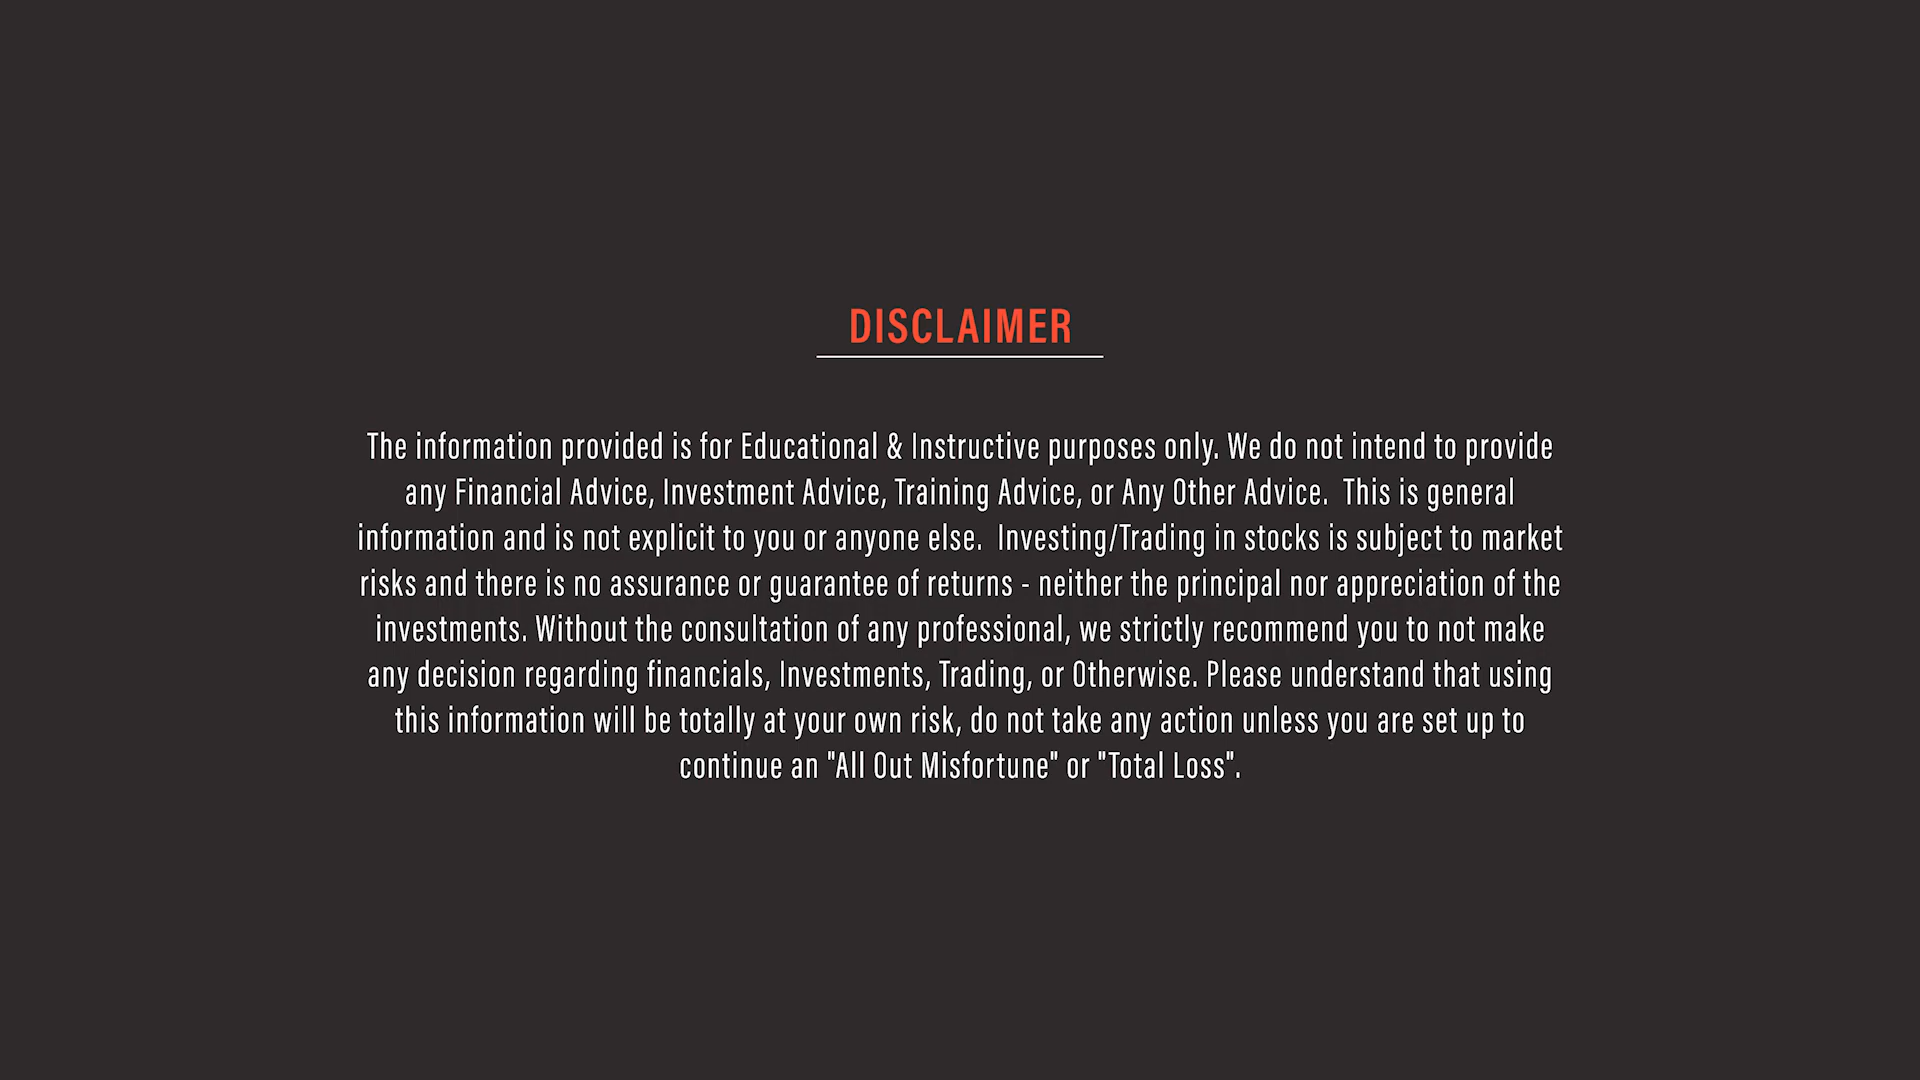 DISCLAIMER
The information provided is for Educational & Instructive purposes only. We do not intend to provide
any Financial Advice, Investment Advice, Training Advice, or Any Other Advice.  This is general
information and is not explicit to you or anyone else.  Investing/Trading in stocks is subject to market
risks and there is no assurance or guarantee of returns - neither the principal nor appreciation of the
investments. Without the consultation of any professional, we strictly recommend you to not make
any decision regarding financials, Investments, Trading, or Otherwise. Please understand that using
this information will be totally at your own risk, do not take any action unless you are set up to
continue an "All Out Misfortune" or "Total Loss".